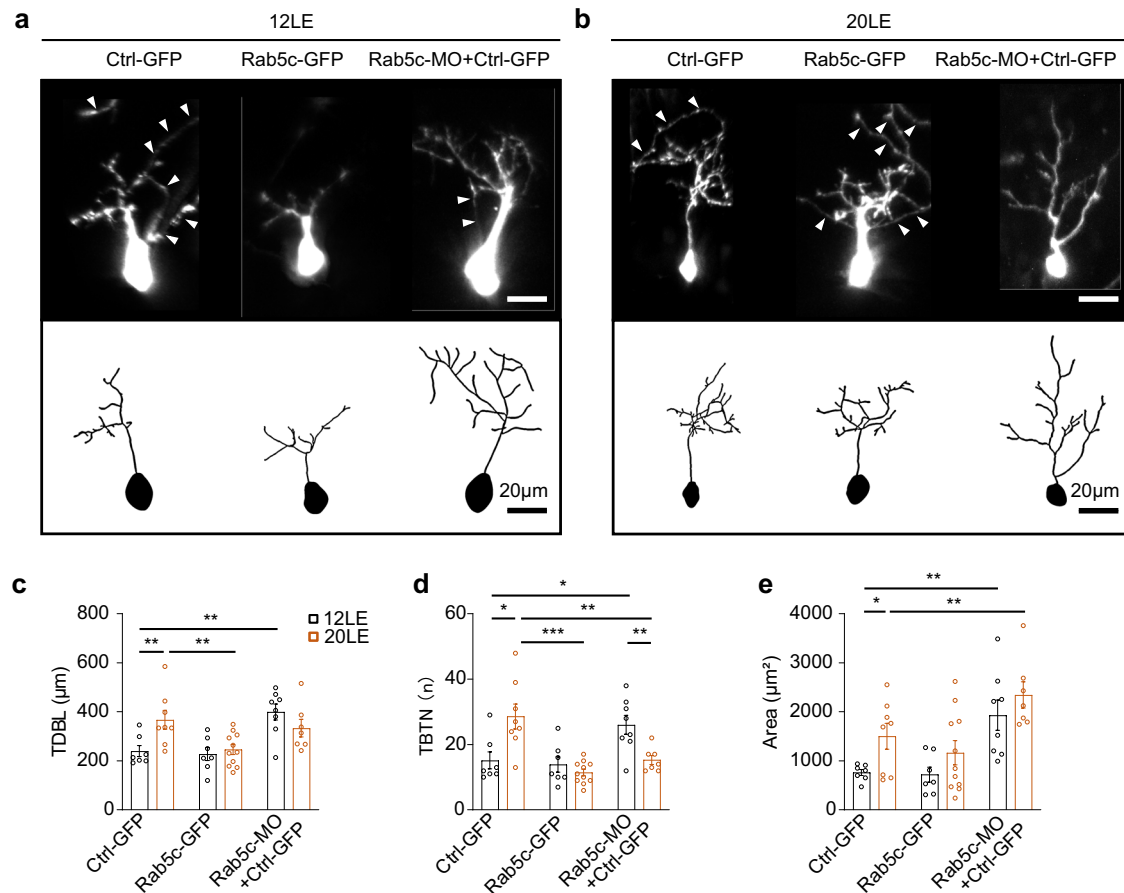 a
12LE
Ctrl-GFP Rab5c-GFP Rab5c-MO+Ctrl-GFP
20μm
b
20LE
Ctrl-GFP Rab5c-GFP Rab5c-MO+Ctrl-GFP
20μm
c
TDBL (μm)
800
600
400
200
0
** ** **
**
12LE
20LE
Ctrl-GFP
Rab5c-GFP
Rab5c-MO
+Ctrl-GFP
d
TBTN (n)
60
40
20
0
*
* **
*** **
Ctrl-GFP
Rab5c-GFP
Rab5c-MO
+Ctrl-GFP
e
Area (μm²)
4000
3000
2000
1000
0
**
* **
Ctrl-GFP
Rab5c-GFP
Rab5c-MO
+Ctrl-GFP